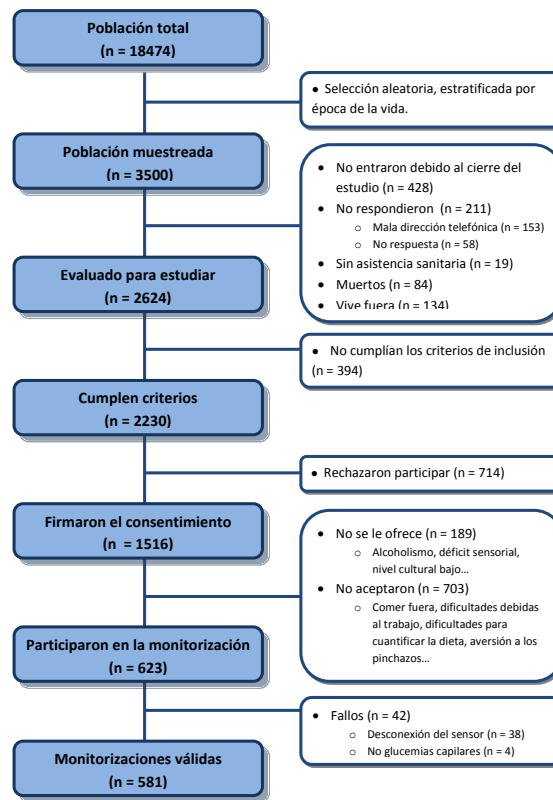 Población total
(n = 18474)
● Selección aleatoria, estratificada por
época de la vida.
Población muestreada
(n = 3500)
• No entraron debido al cierre del
estudio (n = 428)
• No respondieron (n = 211)
o Mala dirección telefónica (n = 153)
o No respuesta (n = 58)
• Sin asistencia sanitaria (n = 19)
• Muertos (n = 84)
• Vive fuera (n = 134)
Evaluado para estudiar
(n = 2624)
● No cumplían los criterios de inclusión
(n = 394)
Cumplen criterios
(n = 2230)
● Rechazaron participar (n = 714)
Firmaron el consentimiento
(n = 1516)
• No se le ofrece (n = 189)
o Alcoholismo, déficit sensorial,
nivel cultural bajo…
• No aceptaron (n = 703)
o Comer fuera, dificultades debidas
al trabajo, dificultades para
cuantificar la dieta, aversión a los
pinchazos…
Participaron en la monitorización
(n = 623)
• Fallos (n = 42)
o Desconexión del sensor (n = 38)
o No glucemias capilares (n = 4)
Monitorizaciones válidas
(n = 581)